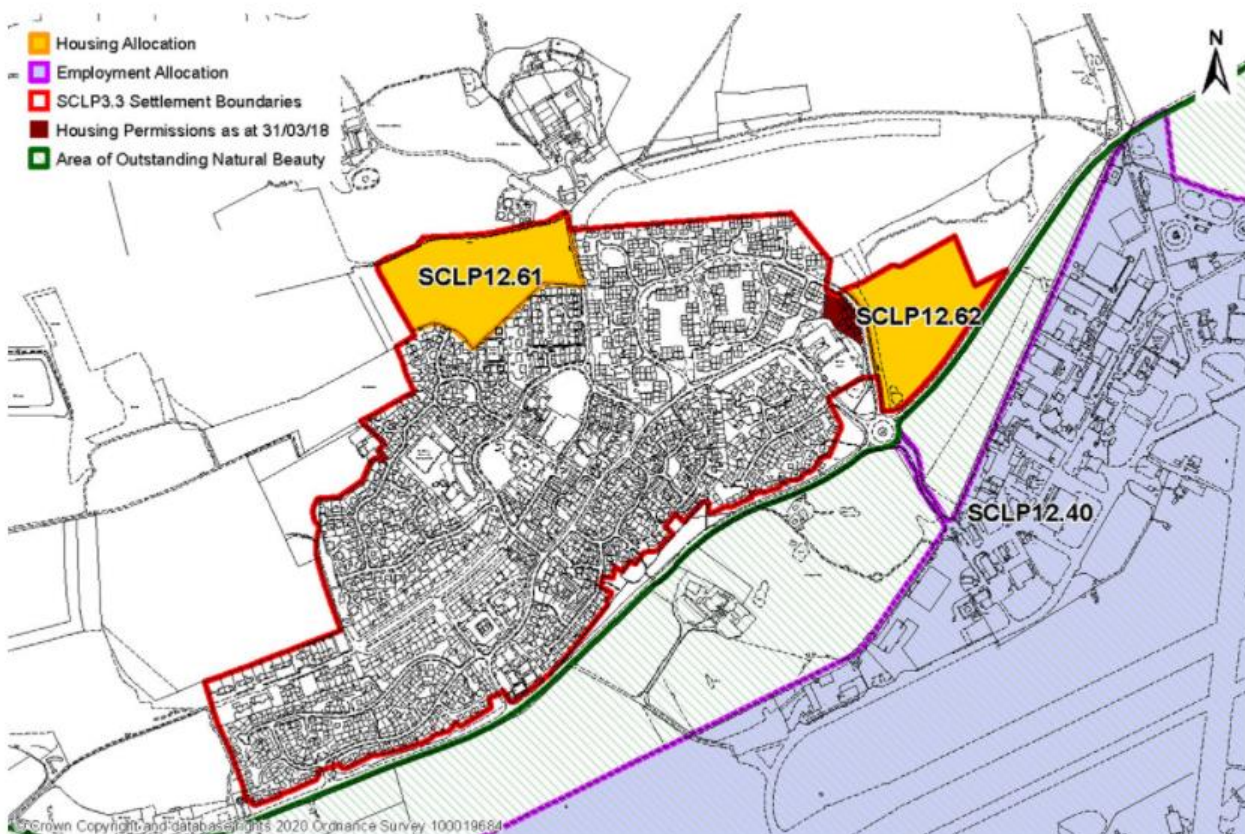 Housing Allocation
Employment Allocation
SCLP3.3 Settlement Boundaries
Housing Permissions as at 31/03/18
Area of Outstanding Natural Beauty
N
SCLP12.61
SCLP12.62
SCLP12.40
© Crown Copyright and database rights 2020 Ordnance Survey 100019684